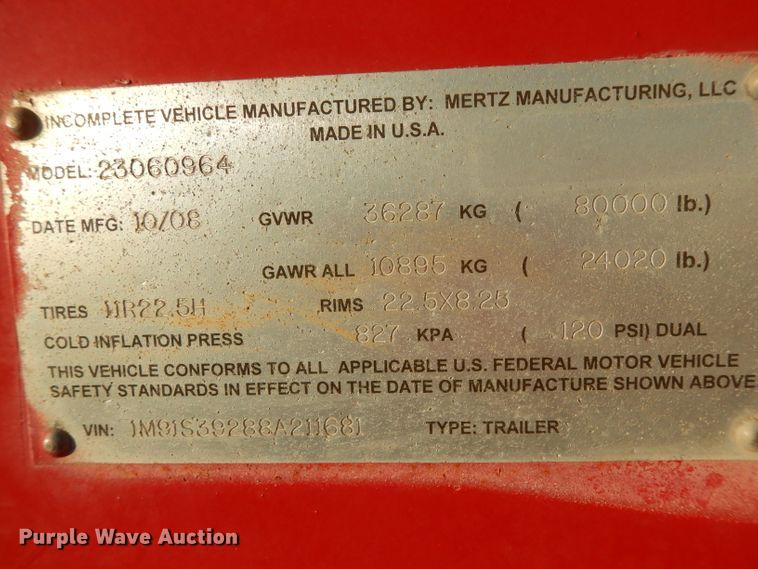 INCOMPLETE VEHICLE MANUFACTURED BY: MERTZ MANUFACTURING, LLC
MADE IN U.S.A.
MODEL: 23060964
DATE MFG: 10/08 GVWR 36287 KG ( 80000 lb.)
GAWR ALL 10895 KG ( 24020 lb.)
TIRES 11R22.5H RIMS 22.5X8.25
COLD INFLATION PRESS 827 KPA ( 120 PSI) DUAL
THIS VEHICLE CONFORMS TO ALL APPLICABLE U.S. FEDERAL MOTOR VEHICLE
SAFETY STANDARDS IN EFFECT ON THE DATE OF MANUFACTURE SHOWN ABOVE
VIN: 1M91S39288A211681 TYPE: TRAILER
Purple Wave Auction